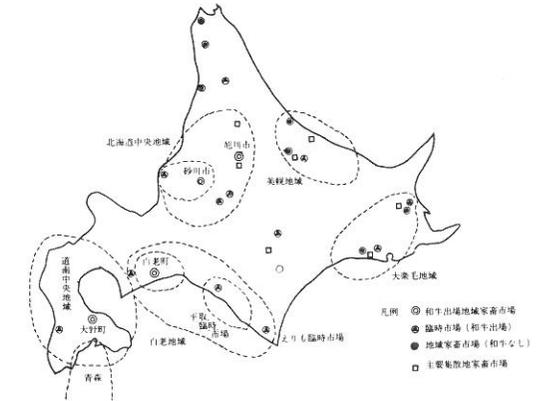 北海道中央地域
旭川市
砂川市
美幌地域
大楽毛地域
白老町
道南中央地域
平取
臨時
市場
えりも臨時市場
白老地域
大野町
青森
凡例
◎ 和牛出場地域家畜市場
臨時市場(和牛出場)
地域家畜市場(和牛なし)
□ 主要集散地家畜市場